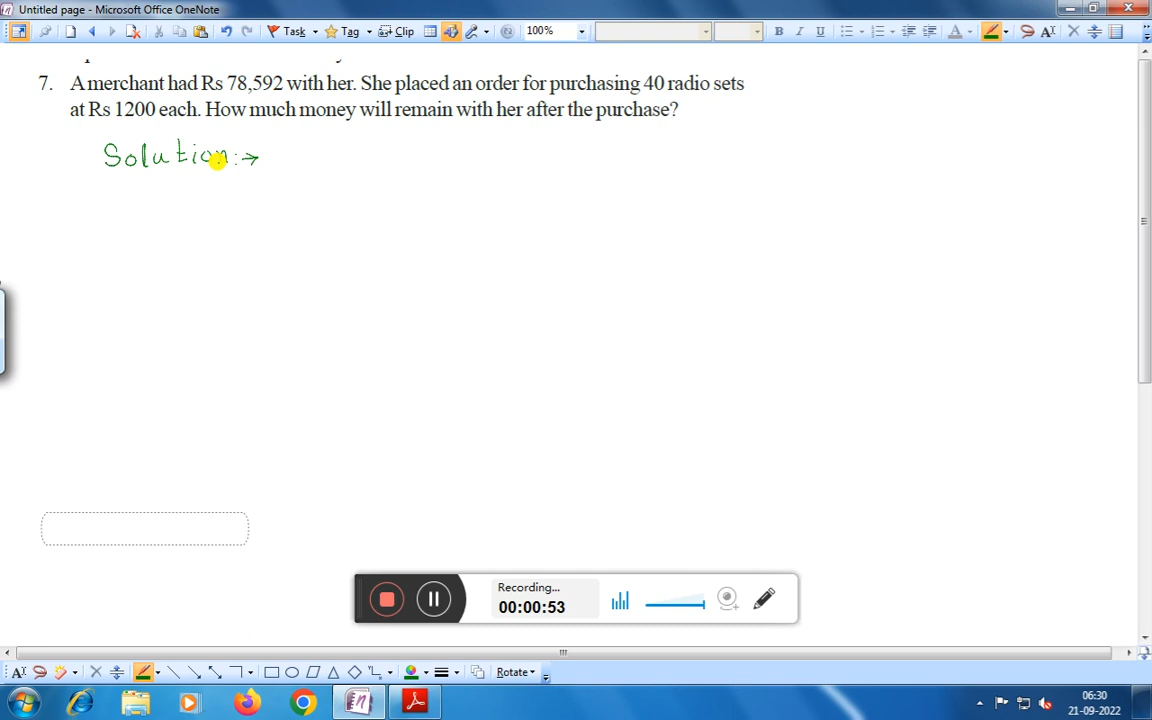 Untitled page - Microsoft Office OneNote
Task Tag Clip 100% B I U
7. A merchant had Rs 78,592 with her. She placed an order for purchasing 40 radio sets
at Rs 1200 each. How much money will remain with her after the purchase?
Solution:→
Recording...
00:00:53
Rotate
06:30
21-09-2022